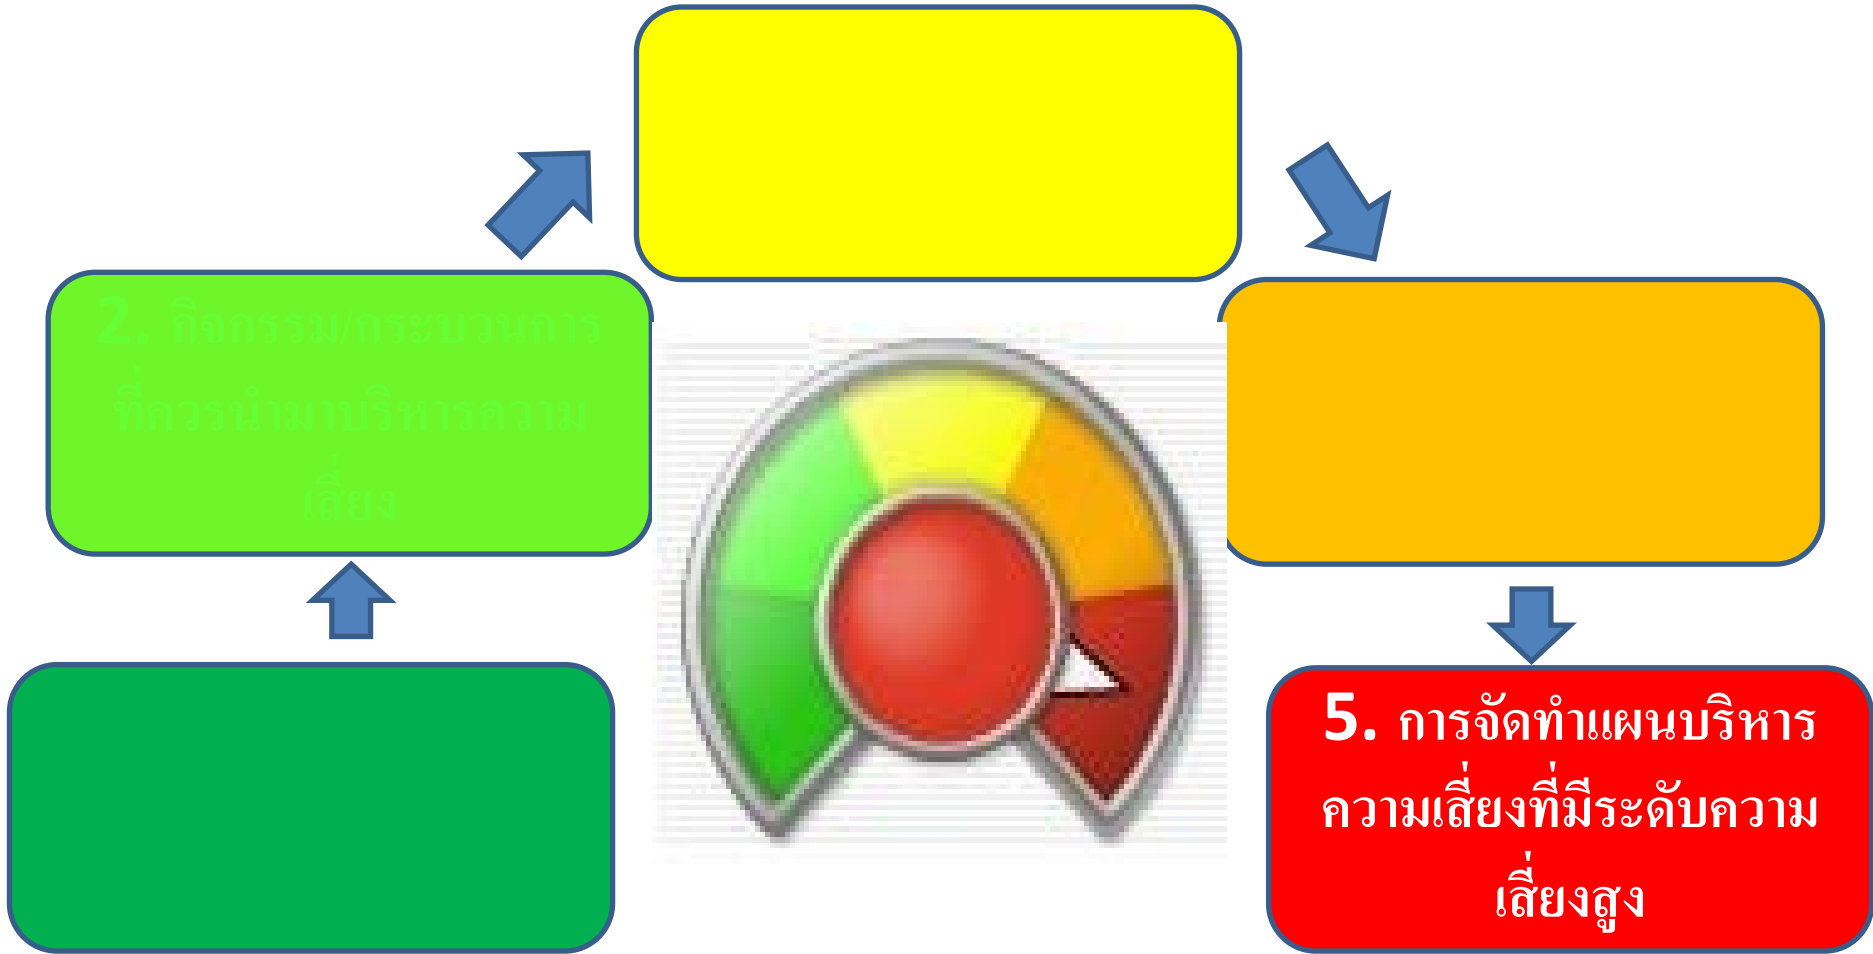 2. กิจกรรม/กระบวนการ
ที่ควรนำมาบริหารความ
เสี่ยง
5. การจัดทำแผนบริหาร
ความเสี่ยงที่มีระดับความ
เสี่ยงสูง